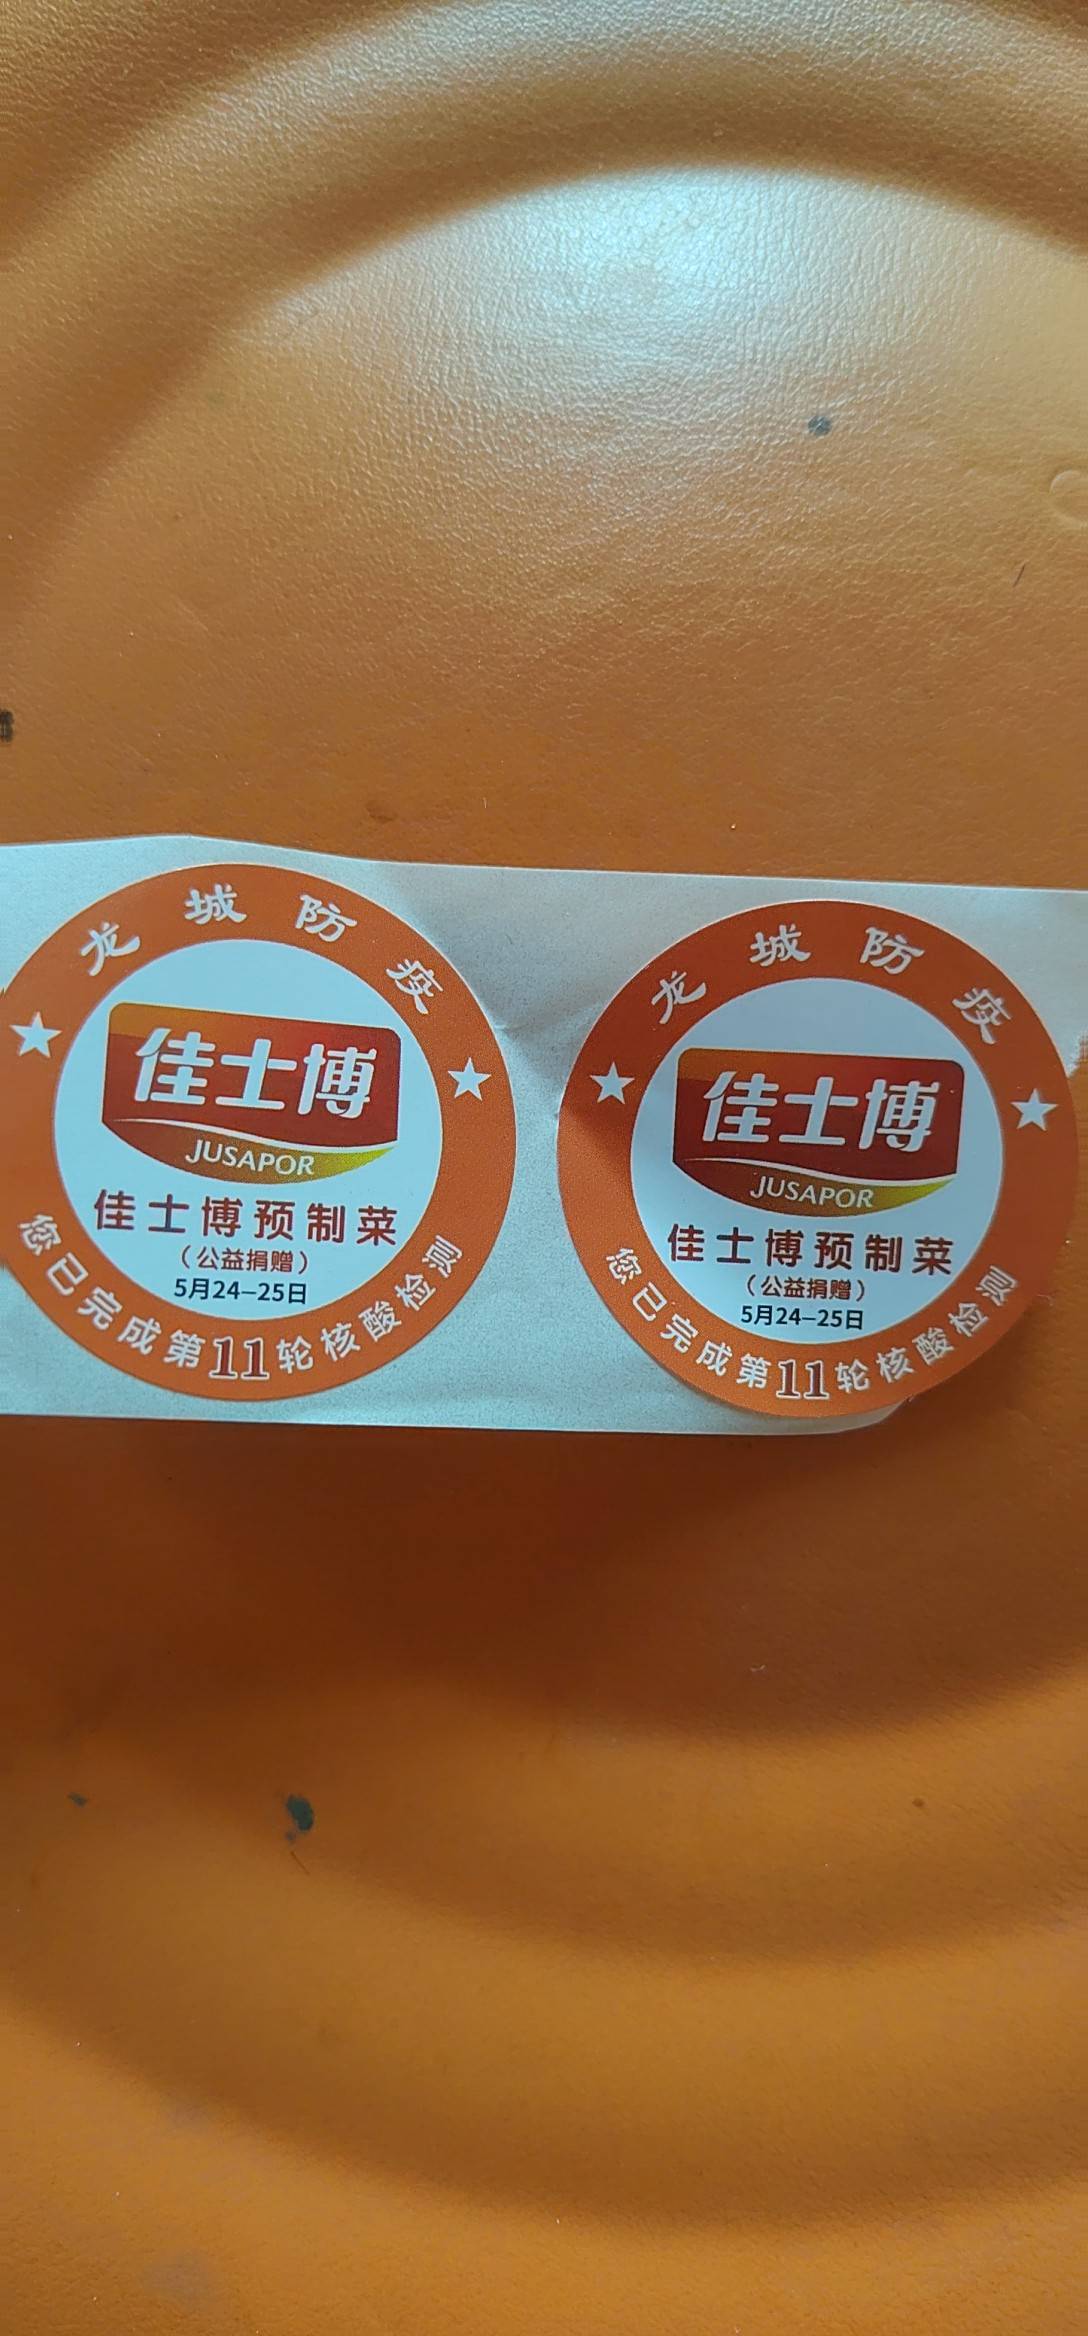 龙城防疫
佳士博
JUSAPOR
佳士博预制菜
（公益捐赠）
5月24-25日
您已完成第11轮核酸检测
龙城防疫
佳士博
JUSAPOR
佳士博预制菜
（公益捐赠）
5月24-25日
您已完成第11轮核酸检测